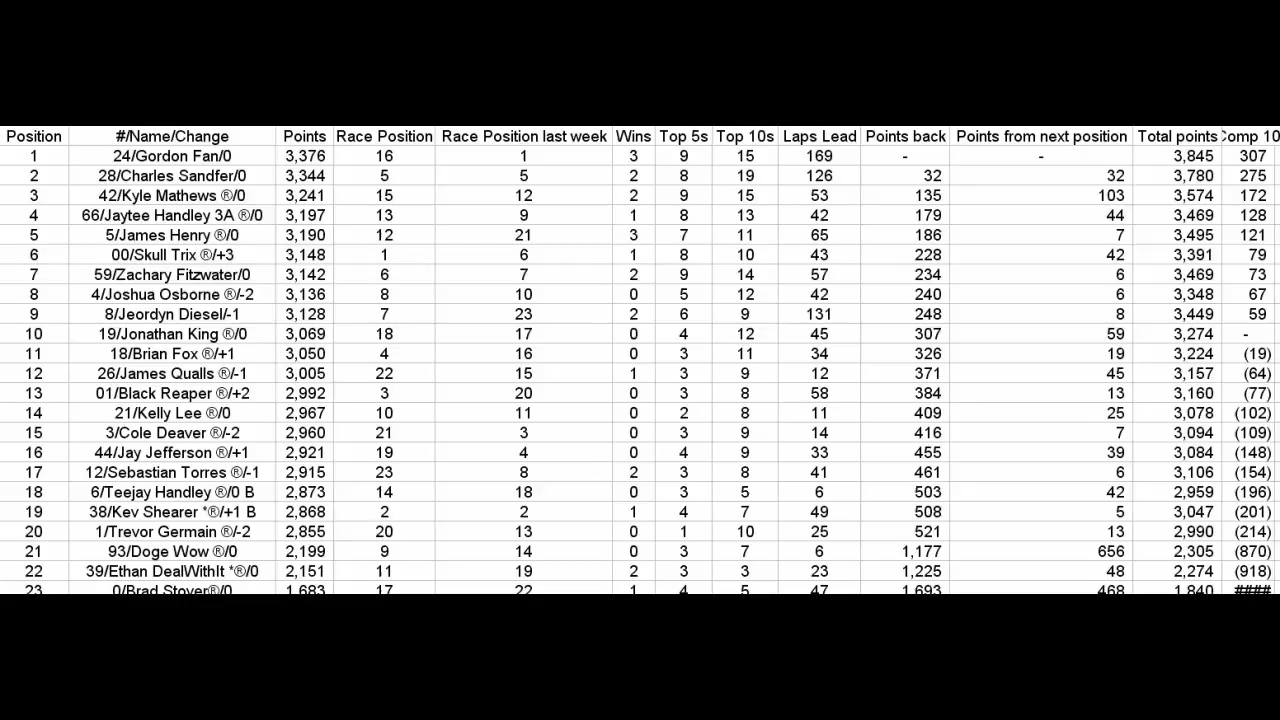 Position #/Name/Change Points Race Position Race Position last week Wins Top 5s Top 10s Laps Lead Points back Points from next position Total points Comp 10
1 24/Gordon Fan/0 3,376 16 1 3 9 15 169 - - 3,845 307
2 28/Charles Sandfer/0 3,344 5 5 2 8 19 126 32 32 3,780 275
3 42/Kyle Mathews ®/0 3,241 15 12 2 9 15 53 135 103 3,574 172
4 66/Jaytee Handley 3A ®/0 3,197 13 9 1 8 13 42 179 44 3,469 128
5 5/James Henry ®/0 3,190 12 21 3 7 11 65 186 7 3,495 121
6 00/Skull Trix ®/+3 3,148 1 6 1 8 10 43 228 42 3,391 79
7 59/Zachary Fitzwater/0 3,142 6 7 2 9 14 57 234 6 3,469 73
8 4/Joshua Osborne ®/-2 3,136 8 10 0 5 12 42 240 6 3,348 67
9 8/Jeordyn Diesel/-1 3,128 7 23 2 6 9 131 248 8 3,449 59
10 19/Jonathan King ®/0 3,069 18 17 0 4 12 45 307 59 3,274 -
11 18/Brian Fox ®/+1 3,050 4 16 0 3 11 34 326 19 3,224 (19)
12 26/James Qualls ®/-1 3,005 22 15 1 3 9 12 371 45 3,157 (64)
13 01/Black Reaper ®/+2 2,992 3 20 0 3 8 58 384 13 3,160 (77)
14 21/Kelly Lee ®/0 2,967 10 11 0 2 8 11 409 25 3,078 (102)
15 3/Cole Deaver ®/-2 2,960 21 3 0 3 9 14 416 7 3,094 (109)
16 44/Jay Jefferson ®/+1 2,921 19 4 0 4 9 33 455 39 3,084 (148)
17 12/Sebastian Torres ®/-1 2,915 23 8 2 3 8 41 461 6 3,106 (154)
18 6/Teejay Handley ®/0 B 2,873 14 18 0 3 5 6 503 42 2,959 (196)
19 38/Kev Shearer *®/+1 B 2,868 2 2 1 4 7 49 508 5 3,047 (201)
20 1/Trevor Germain ®/-2 2,855 20 13 0 1 10 25 521 13 2,990 (214)
21 93/Doge Wow ®/0 2,199 9 14 0 3 7 6 1,177 656 2,305 (870)
22 39/Ethan DealWithIt *®/0 2,151 11 19 2 3 3 23 1,225 48 2,274 (918)
23 0/Brad Stover®/0 1,683 17 22 1 4 5 47 1,693 468 1,840 ####